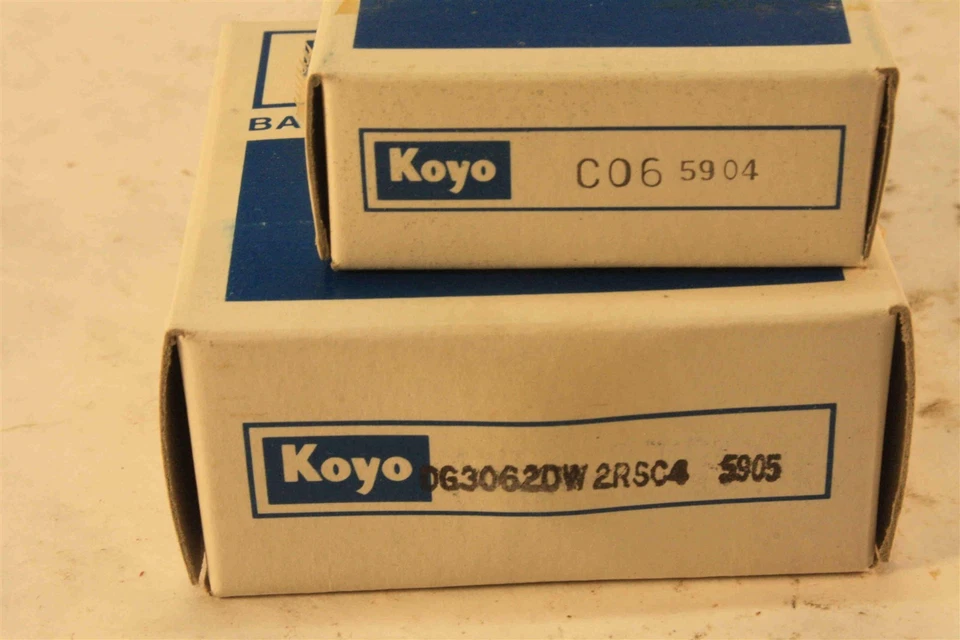 Koyo C06 5904
BA
Koyo DG3062DW 2RSC4 5905